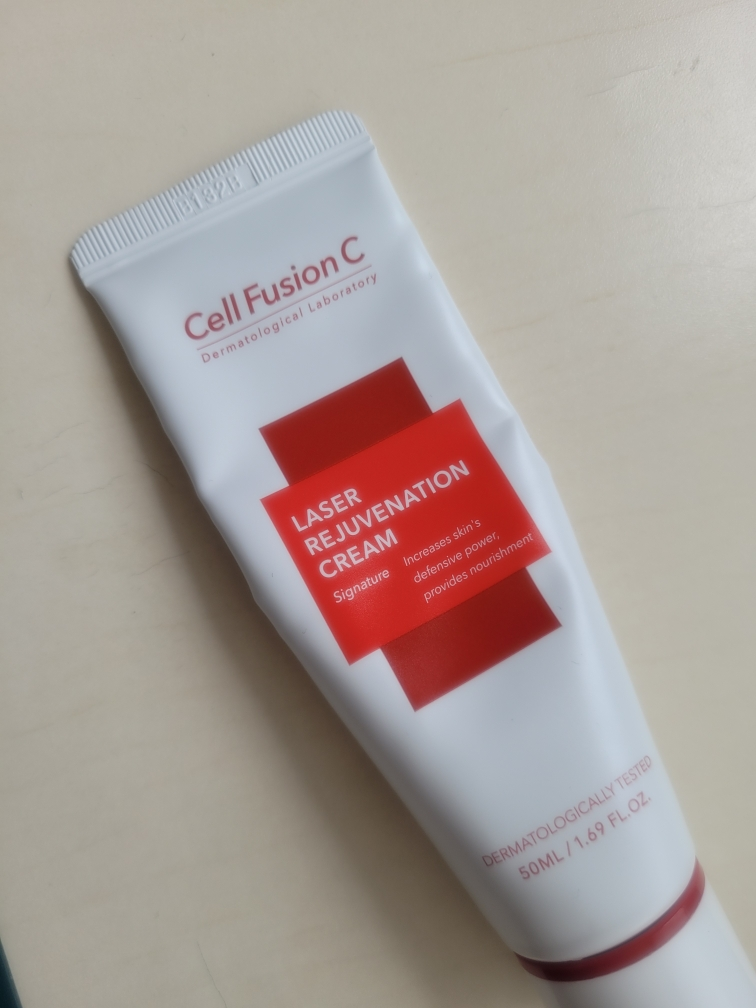 Cell Fusion C
Dermatological Laboratory
LASER
REJUVENATION
CREAM
Signature
Increases skin's
defensive power,
provides nourishment
DERMATOLOGICALLY TESTED
50ML / 1.69 FL.OZ.